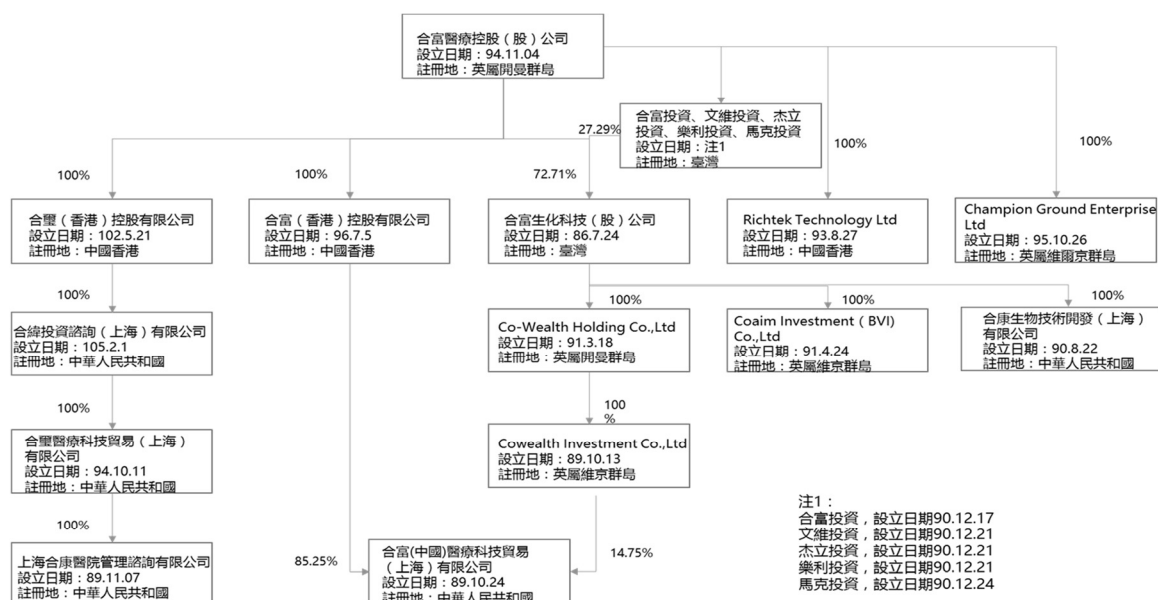 合富醫療控股（股）公司
設立日期：94.11.04
註冊地：英屬開曼群島
合富投資、文維投資、杰立
投資、樂利投資、馬克投資
設立日期：注1
註冊地：臺灣
27.29%
100%
100%
100%
100%
72.71%
合璽（香港）控股有限公司
設立日期：102.5.21
註冊地：中國香港
合富（香港）控股有限公司
設立日期：96.7.5
註冊地：中國香港
合富生化科技（股）公司
設立日期：86.7.24
註冊地：臺灣
Richtek Technology Ltd
設立日期：93.8.27
註冊地：中國香港
Champion Ground Enterprise
Ltd
設立日期：95.10.26
註冊地：英屬維爾京群島
100%
100%
100%
100%
合緯投資諮詢（上海）有限公司
設立日期：105.2.1
註冊地：中華人民共和國
Co-Wealth Holding Co.,Ltd
設立日期：91.3.18
註冊地：英屬開曼群島
Coaim Investment（BVI）
Co.,Ltd
設立日期：91.4.24
註冊地：英屬維京群島
合康生物技術開發（上海）
有限公司
設立日期：90.8.22
註冊地：中華人民共和國
100%
100
%
合璽醫療科技貿易（上海）
有限公司
設立日期：94.10.11
註冊地：中華人民共和國
Cowealth Investment Co.,Ltd
設立日期：89.10.13
註冊地：英屬維京群島
100%
85.25%
14.75%
上海合康醫院管理諮詢有限公司
設立日期：89.11.07
註冊地：中華人民共和國
合富(中國)醫療科技貿易
（上海）有限公司
設立日期：89.10.24
註冊地：中華人民共和國
注1：
合富投資，設立日期90.12.17
文維投資，設立日期90.12.21
杰立投資，設立日期90.12.21
樂利投資，設立日期90.12.21
馬克投資，設立日期90.12.24